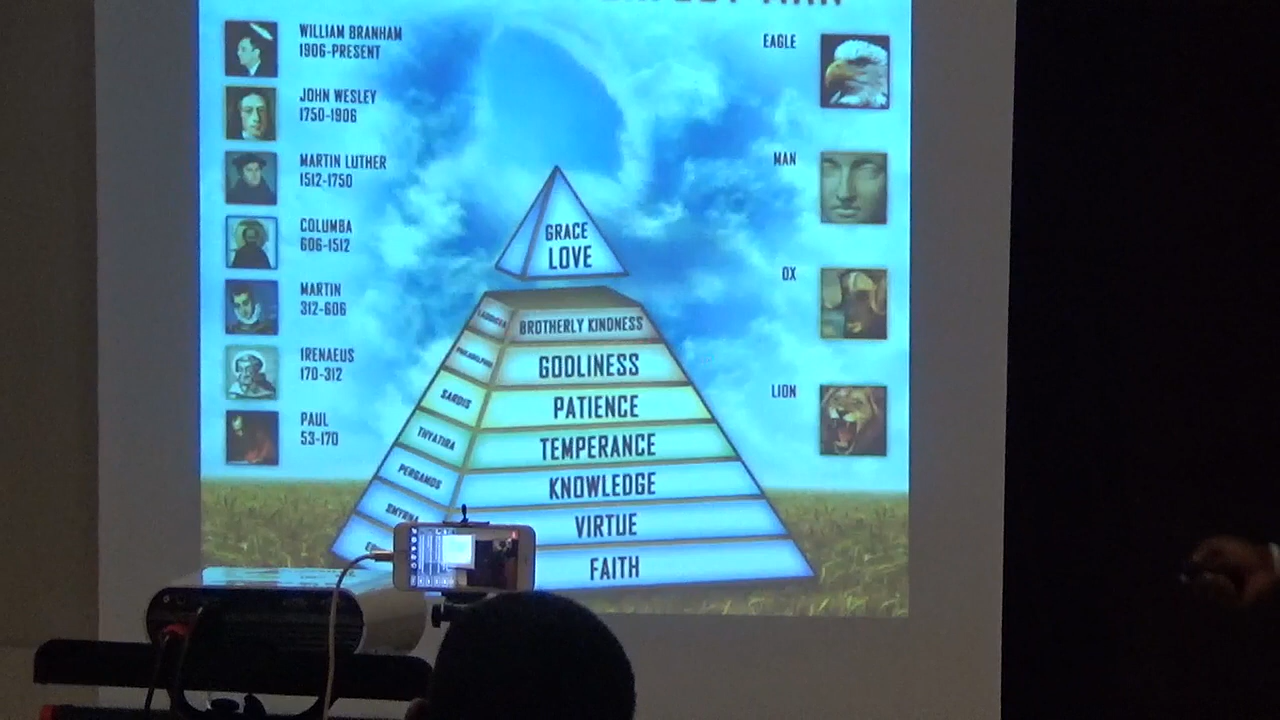 WILLIAM BRANHAM
1906-PRESENT
JOHN WESLEY
1750-1906
MARTIN LUTHER
1512-1750
COLUMBA
606-1512
MARTIN
312-606
IRENAEUS
170-312
PAUL
53-170
GRACE
LOVE
BROTHERLY KINDNESS
GODLINESS
PATIENCE
TEMPERANCE
KNOWLEDGE
VIRTUE
FAITH
LAODICEA
PHILADELPHIA
SARDIS
THYATIRA
PERGAMOS
SMYRNA
EAGLE
MAN
OX
LION